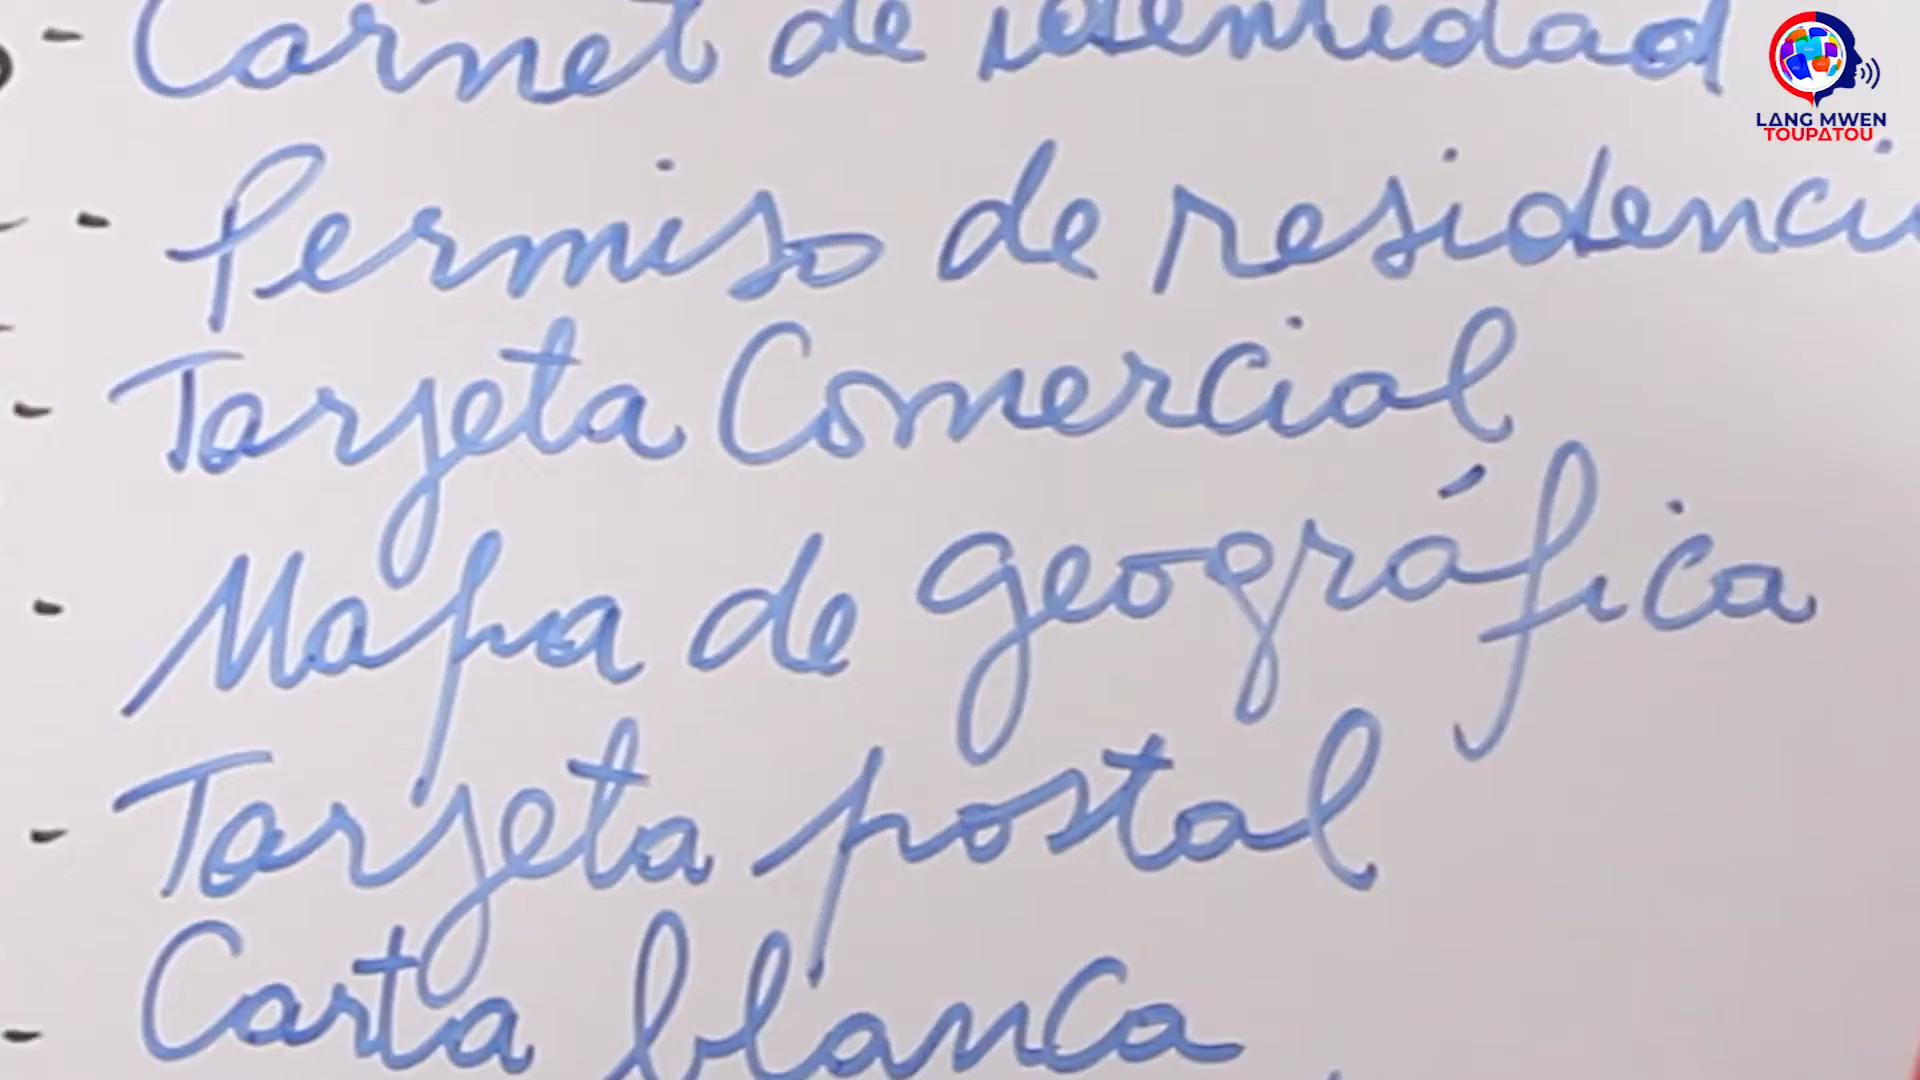 - Carnet de identidad
LANG MWEN
TOUPATOU
- Permiso de residenci
- Tarjeta Comercial
- Mapa de geográfica
- Tarjeta postal
- Carta blanca